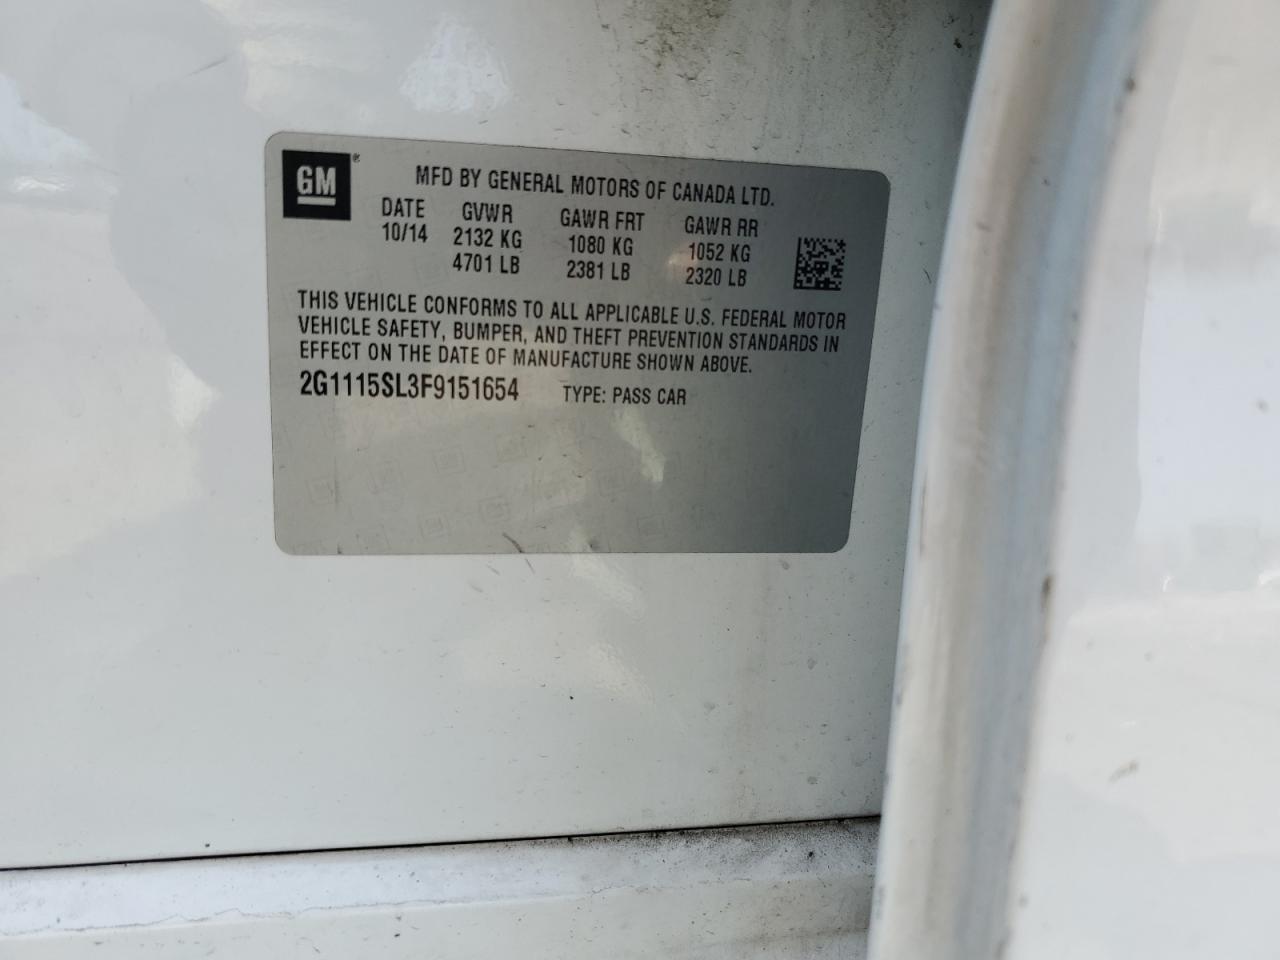 GM®
MFD BY GENERAL MOTORS OF CANADA LTD.
DATE GVWR GAWR FRT GAWR RR
10/14 2132 KG 1080 KG 1052 KG
4701 LB 2381 LB 2320 LB
THIS VEHICLE CONFORMS TO ALL APPLICABLE U.S. FEDERAL MOTOR
VEHICLE SAFETY, BUMPER, AND THEFT PREVENTION STANDARDS IN
EFFECT ON THE DATE OF MANUFACTURE SHOWN ABOVE.
2G1115SL3F9151654 TYPE: PASS CAR